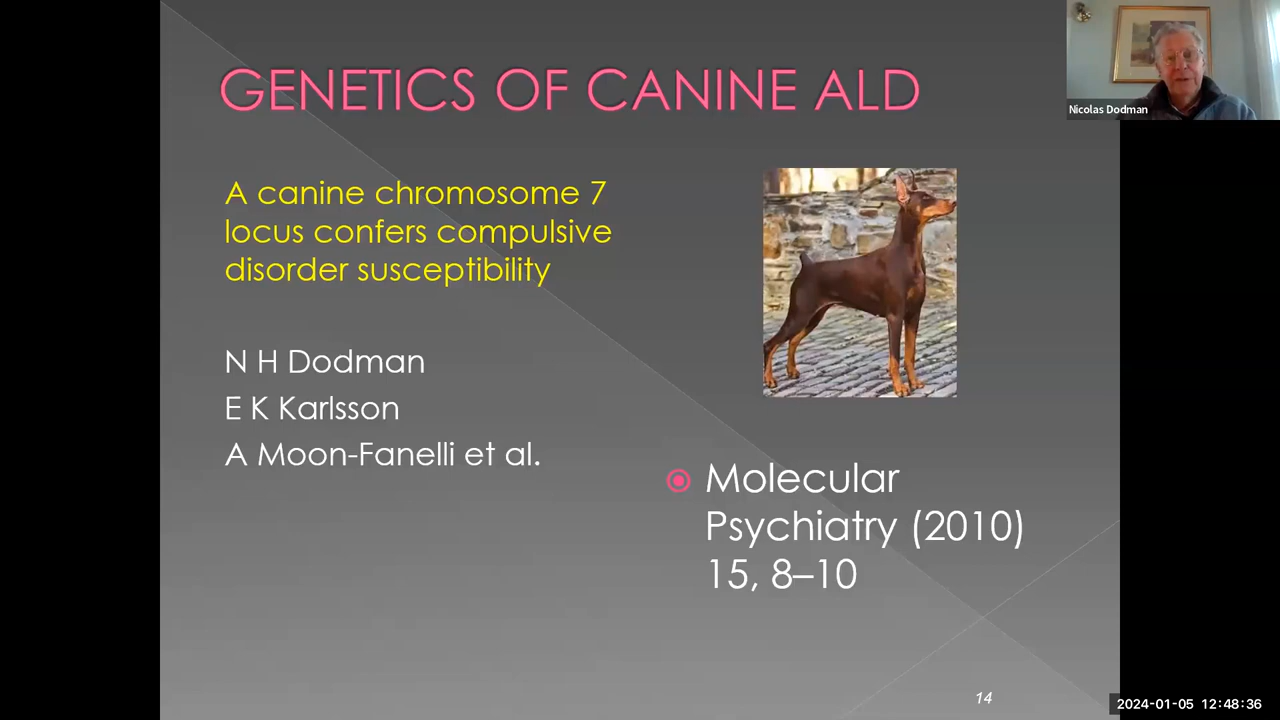 GENETICS OF CANINE ALD
Nicolas Dodman
A canine chromosome 7
locus confers compulsive
disorder susceptibility
N H Dodman
E K Karlsson
A Moon-Fanelli et al.
Molecular
Psychiatry (2010)
15, 8–10
14
2024-01-05 12:48:36